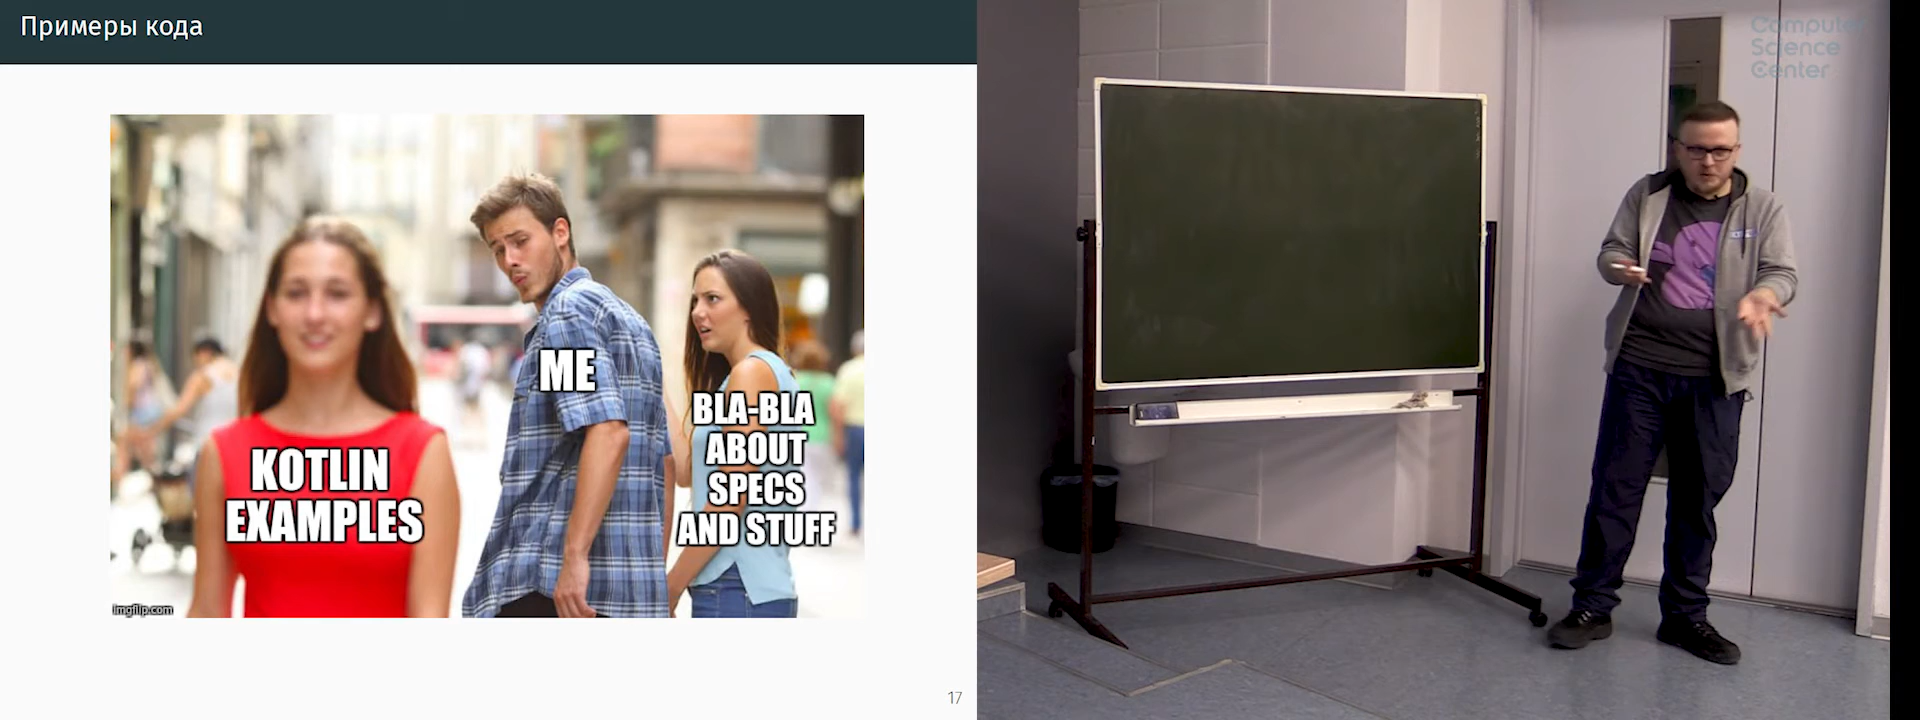 Примеры кода
KOTLIN
EXAMPLES
ME
BLA-BLA
ABOUT
SPECS
AND STUFF
imgflip.com
17
Computer
Science
Center